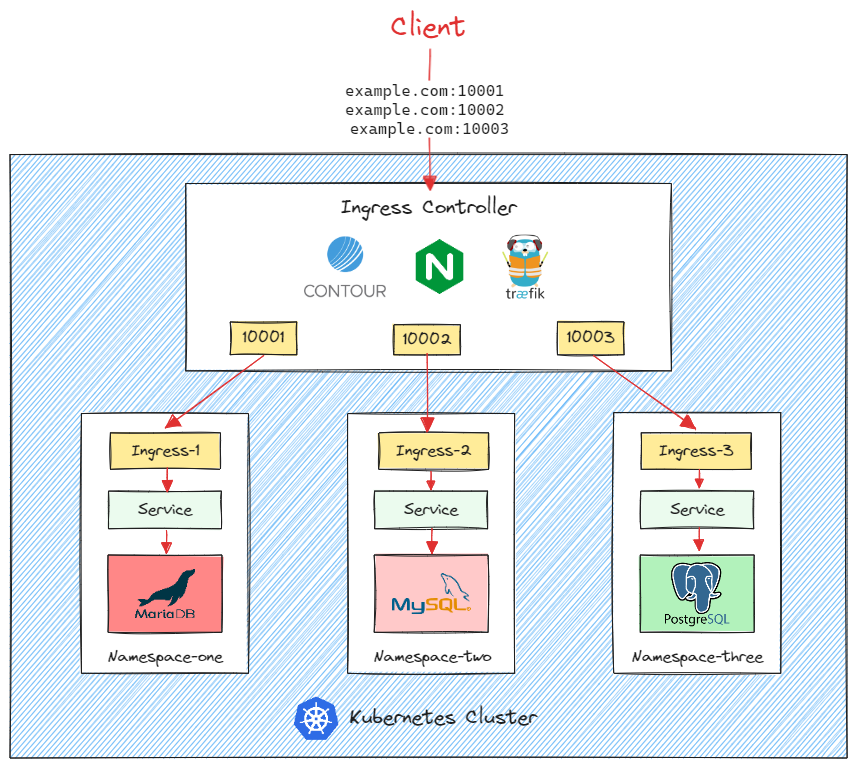 Client
example.com:10001
example.com:10002
example.com:10003
Ingress Controller
CONTOUR
N
træfik
10001
10002
10003
Ingress-1
Ingress-2
Ingress-3
Service
Service
Service
MariaDB
MySQL
PostgreSQL
Namespace-one
Namespace-two
Namespace-three
Kubernetes Cluster